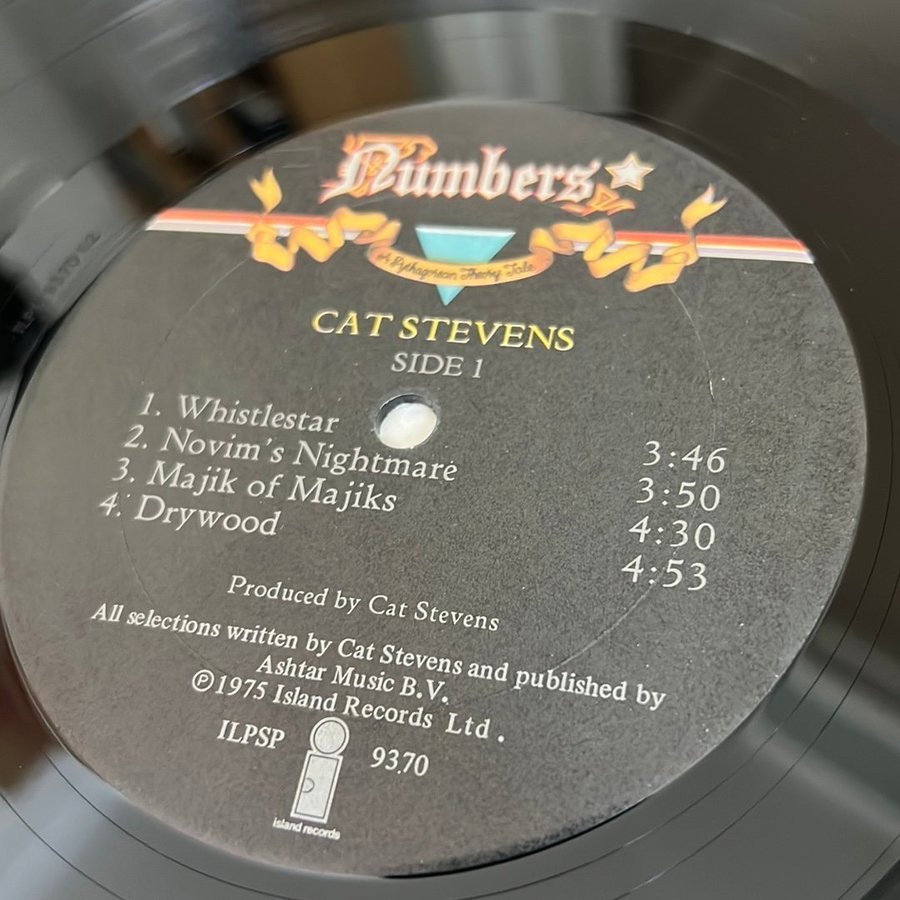 Numbers
A Pythagorean Theory Tale
CAT STEVENS
SIDE 1
1. Whistlestar 3:46
2. Novim's Nightmare 3:50
3. Majik of Majiks 4:30
4. Drywood 4:53
Produced by Cat Stevens
All selections written by Cat Stevens and published by
Ashtar Music B.V.
℗1975 Island Records Ltd.
ILPSP 9370
island records